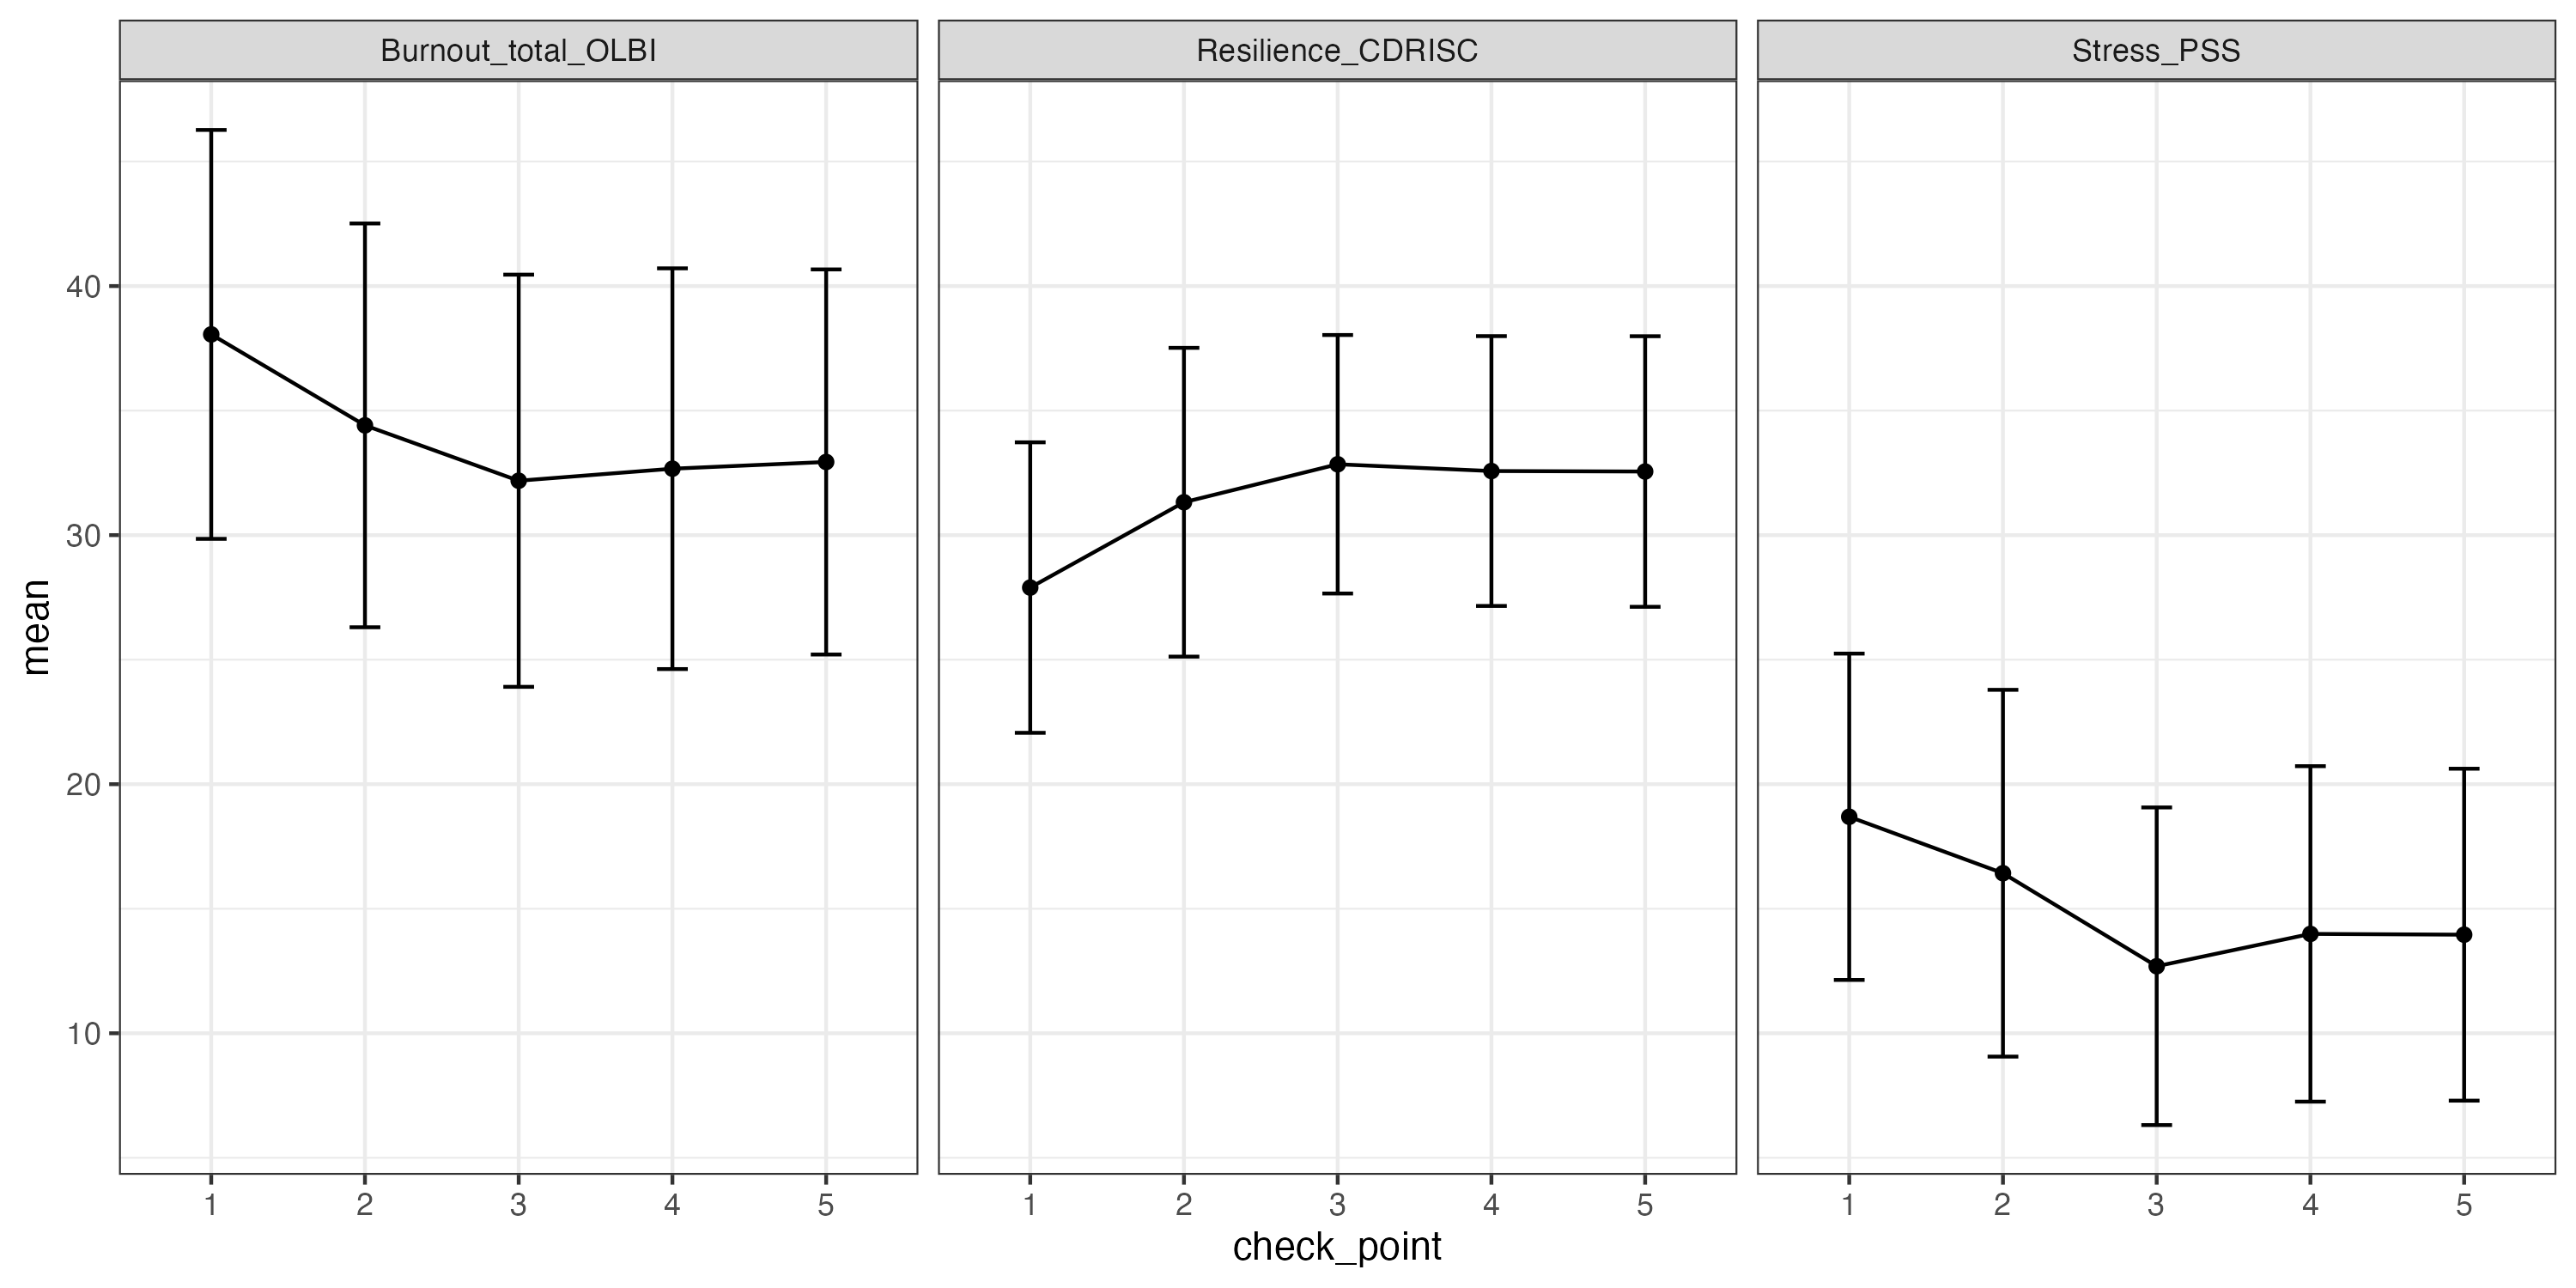 Burnout_total_OLBI
Resilience_CDRISC
Stress_PSS
40
30
20
10
mean
1 2 3 4 5
1 2 3 4 5
1 2 3 4 5
check_point